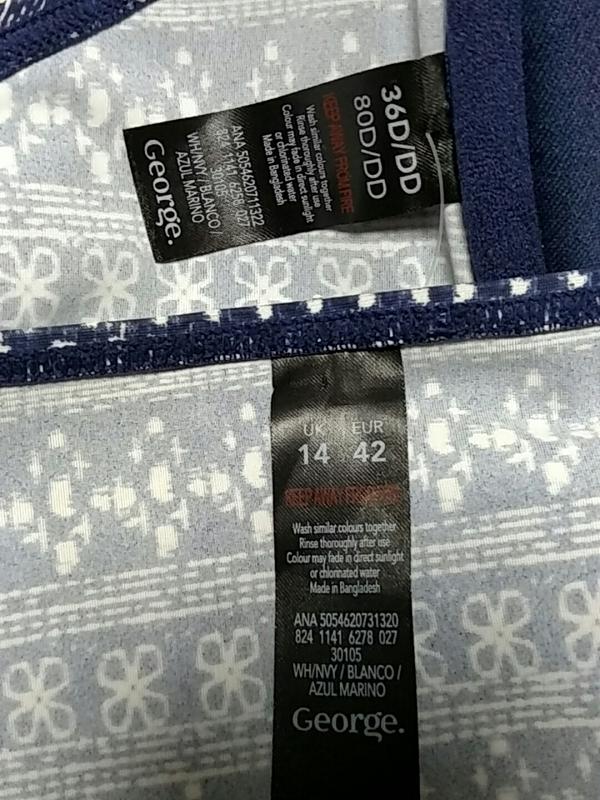 36D/DD
80D/DD
KEEP AWAY FROM FIRE
Wash similar colours together
Rinse thoroughly after use
Colour may fade in direct sunlight
or chlorinated water
Made in Bangladesh
ANA 5054620711322
824 1141 6258 027
30105
WH/NVY / BLANCO /
AZUL MARINO
George.
UK EUR
14 42
KEEP AWAY FROM FIRE
Wash similar colours together
Rinse thoroughly after use
Colour may fade in direct sunlight
or chlorinated water
Made in Bangladesh
ANA 5054620731320
824 1141 6278 027
30105
WH/NVY / BLANCO /
AZUL MARINO
George.